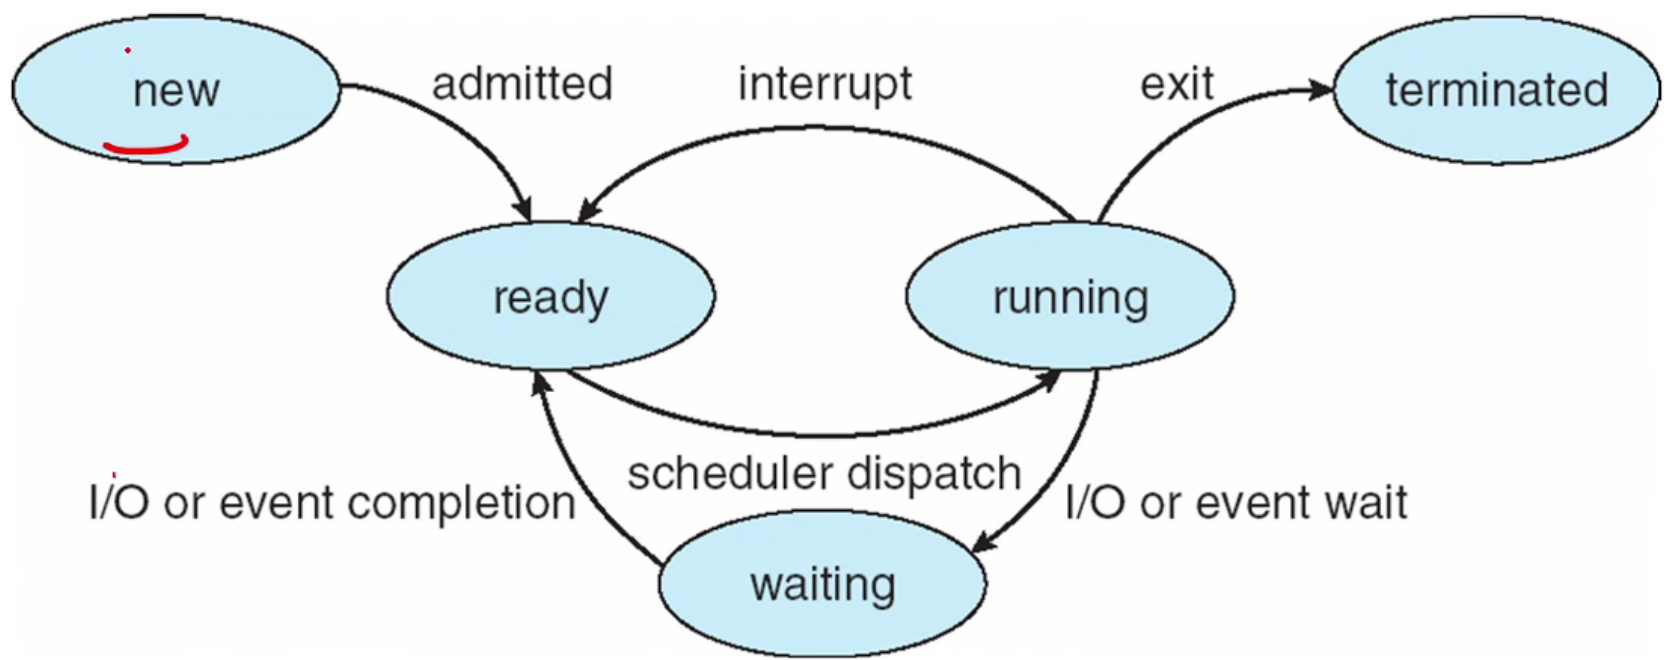 new
admitted
interrupt
exit
terminated
ready
running
scheduler dispatch
I/O or event completion
I/O or event wait
waiting